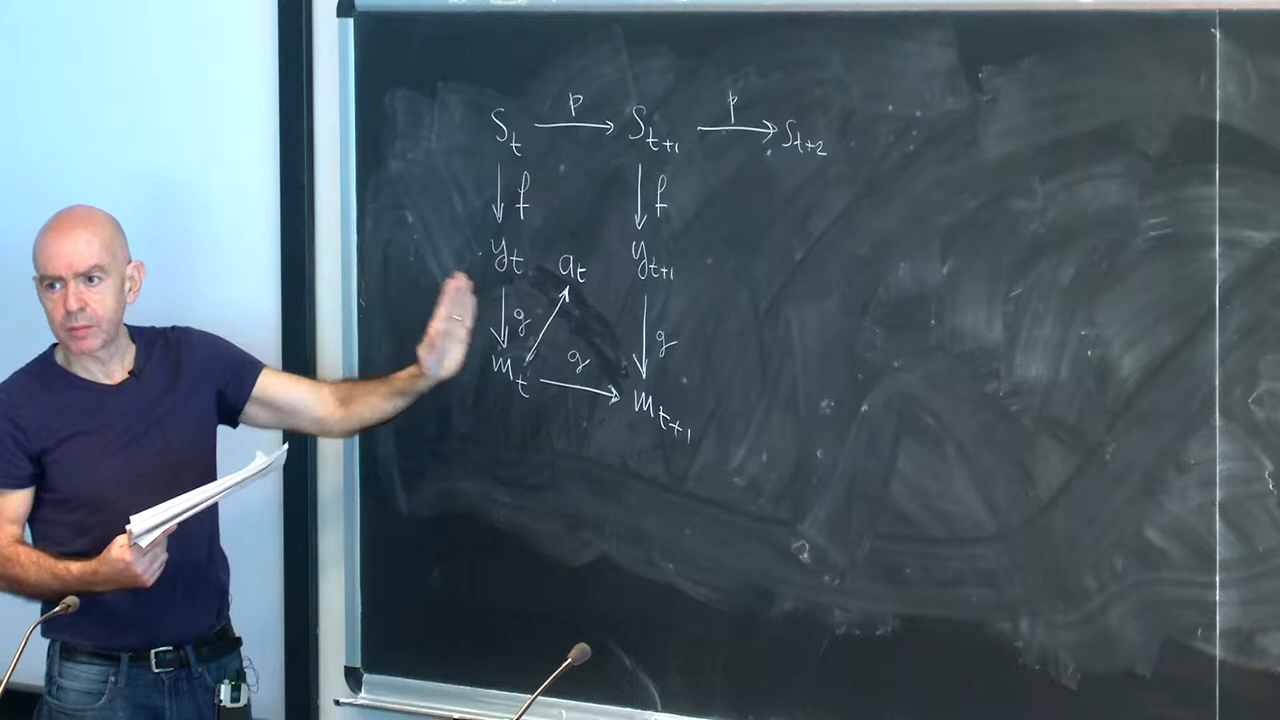 p p
S_t → S_{t+1} → S_{t+2}
↓ f ↓ f
y_t a_t y_{t+1}
↓ g ↗ ↓ g
m_t → g m_{t+1}